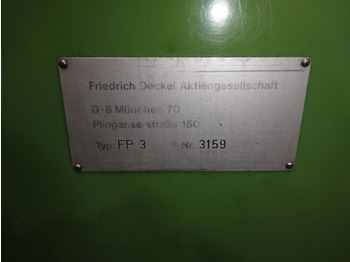 Friedrich Deckel Aktiengesellschaft
D-8 München 70
Plinganserstraße 150
Typ: FP 3 Nr. 3159